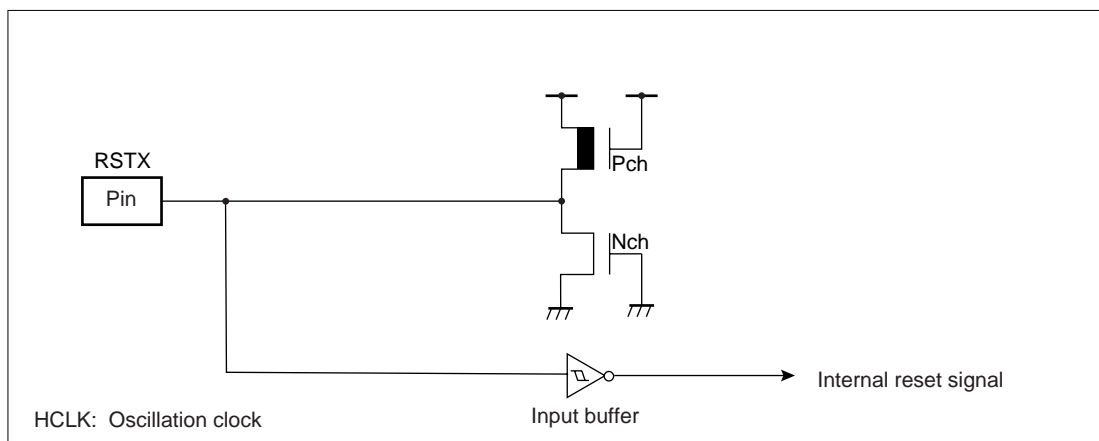 RSTX
Pin
Pch
Nch
Internal reset signal
Input buffer
HCLK: Oscillation clock